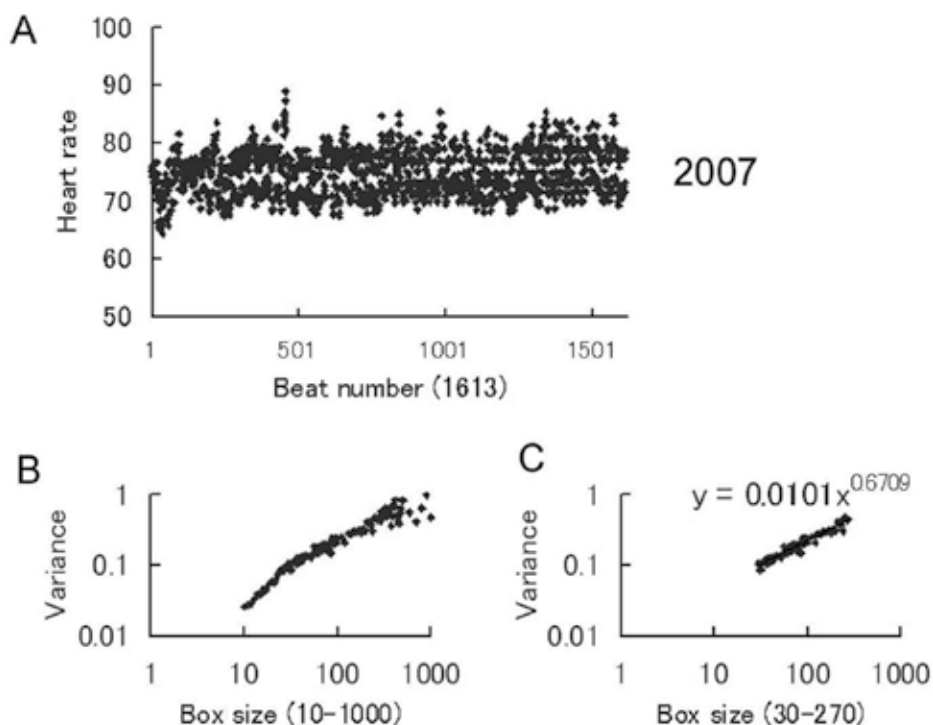 A
100
90
80
70
60
50
Heart rate
1
501
1001
1501
Beat number (1613)
2007
B
1
0.1
0.01
Variance
1
10
100
1000
Box size (10-1000)
C
y = 0.0101x^0.6709
1
0.1
0.01
Variance
1
10
100
1000
Box size (30-270)